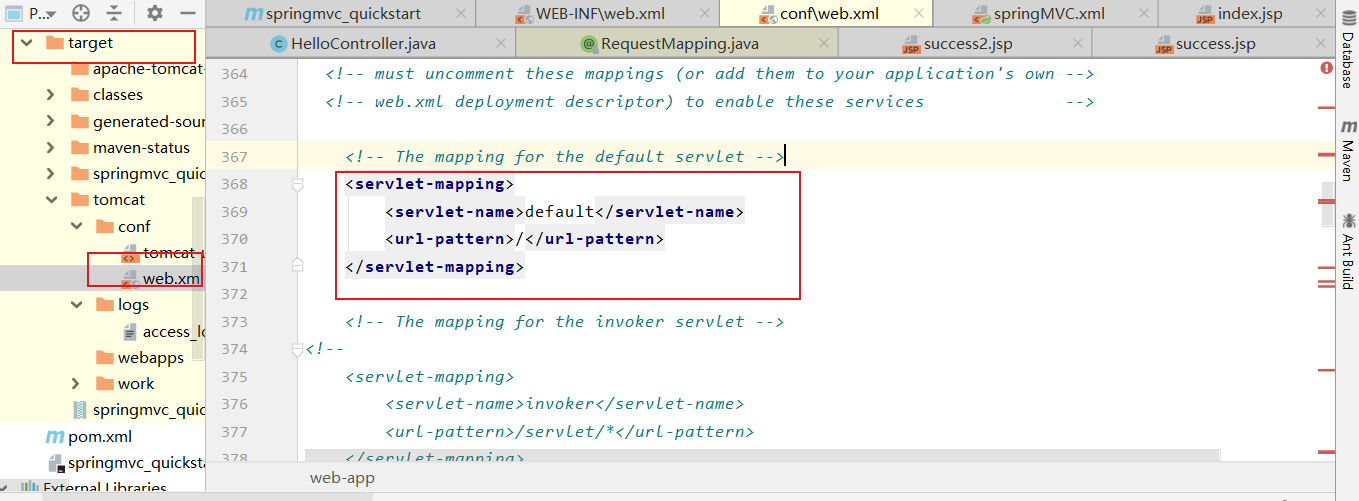 P...
springmvc_quickstart
WEB-INF\web.xml
conf\web.xml
springMVC.xml
index.jsp
HelloController.java
RequestMapping.java
success2.jsp
success.jsp
target
apache-tomcat-
classes
generated-sour
maven-status
springmvc_quic
tomcat
conf
tomcat-u
web.xm
logs
access_lo
webapps
work
springmvc_quic
pom.xml
springmvc_quicksta
External Libraries
364 <!-- must uncomment these mappings (or add them to your application's own -->
365 <!-- web.xml deployment descriptor) to enable these services -->
366
367 <!-- The mapping for the default servlet -->
368 <servlet-mapping>
369 <servlet-name>default</servlet-name>
370 <url-pattern>/</url-pattern>
371 </servlet-mapping>
372
373 <!-- The mapping for the invoker servlet -->
374 <!--
375 <servlet-mapping>
376 <servlet-name>invoker</servlet-name>
377 <url-pattern>/servlet/*</url-pattern>
378 </servlet-mapping>
web-app
Database
Maven
Ant Build